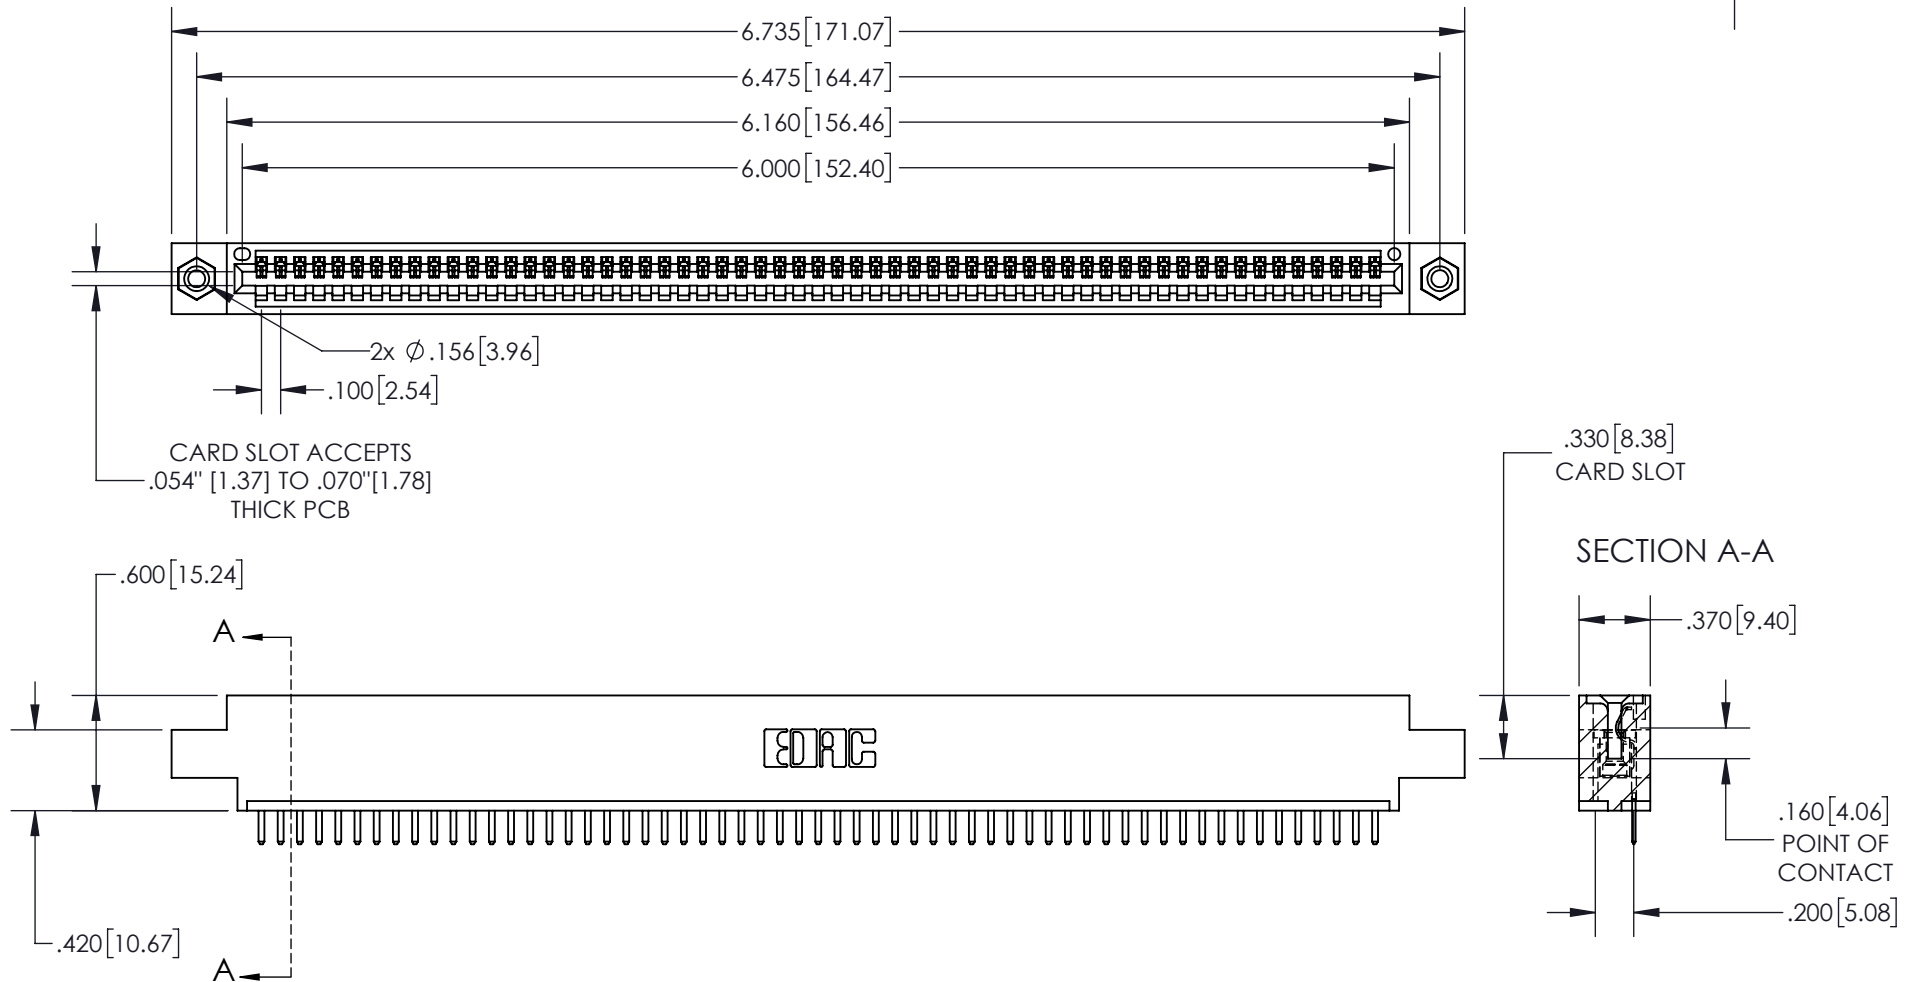 6.735[171.07]
6.475[164.47]
6.160[156.46]
6.000[152.40]
2x Ø.156[3.96]
.100[2.54]
CARD SLOT ACCEPTS
.054" [1.37] TO .070"[1.78]
THICK PCB
.330[8.38]
CARD SLOT
SECTION A-A
.600[15.24]
.370[9.40]
A
EDAC
.160[4.06]
POINT OF
CONTACT
.200[5.08]
.420[10.67]
A